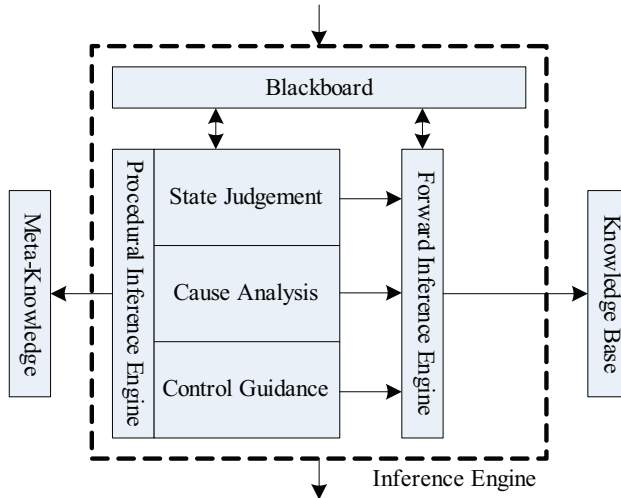 Blackboard
Meta-Knowledge
Procedural Inference Engine
State Judgement
Cause Analysis
Control Guidance
Forward Inference Engine
Knowledge Base
Inference Engine